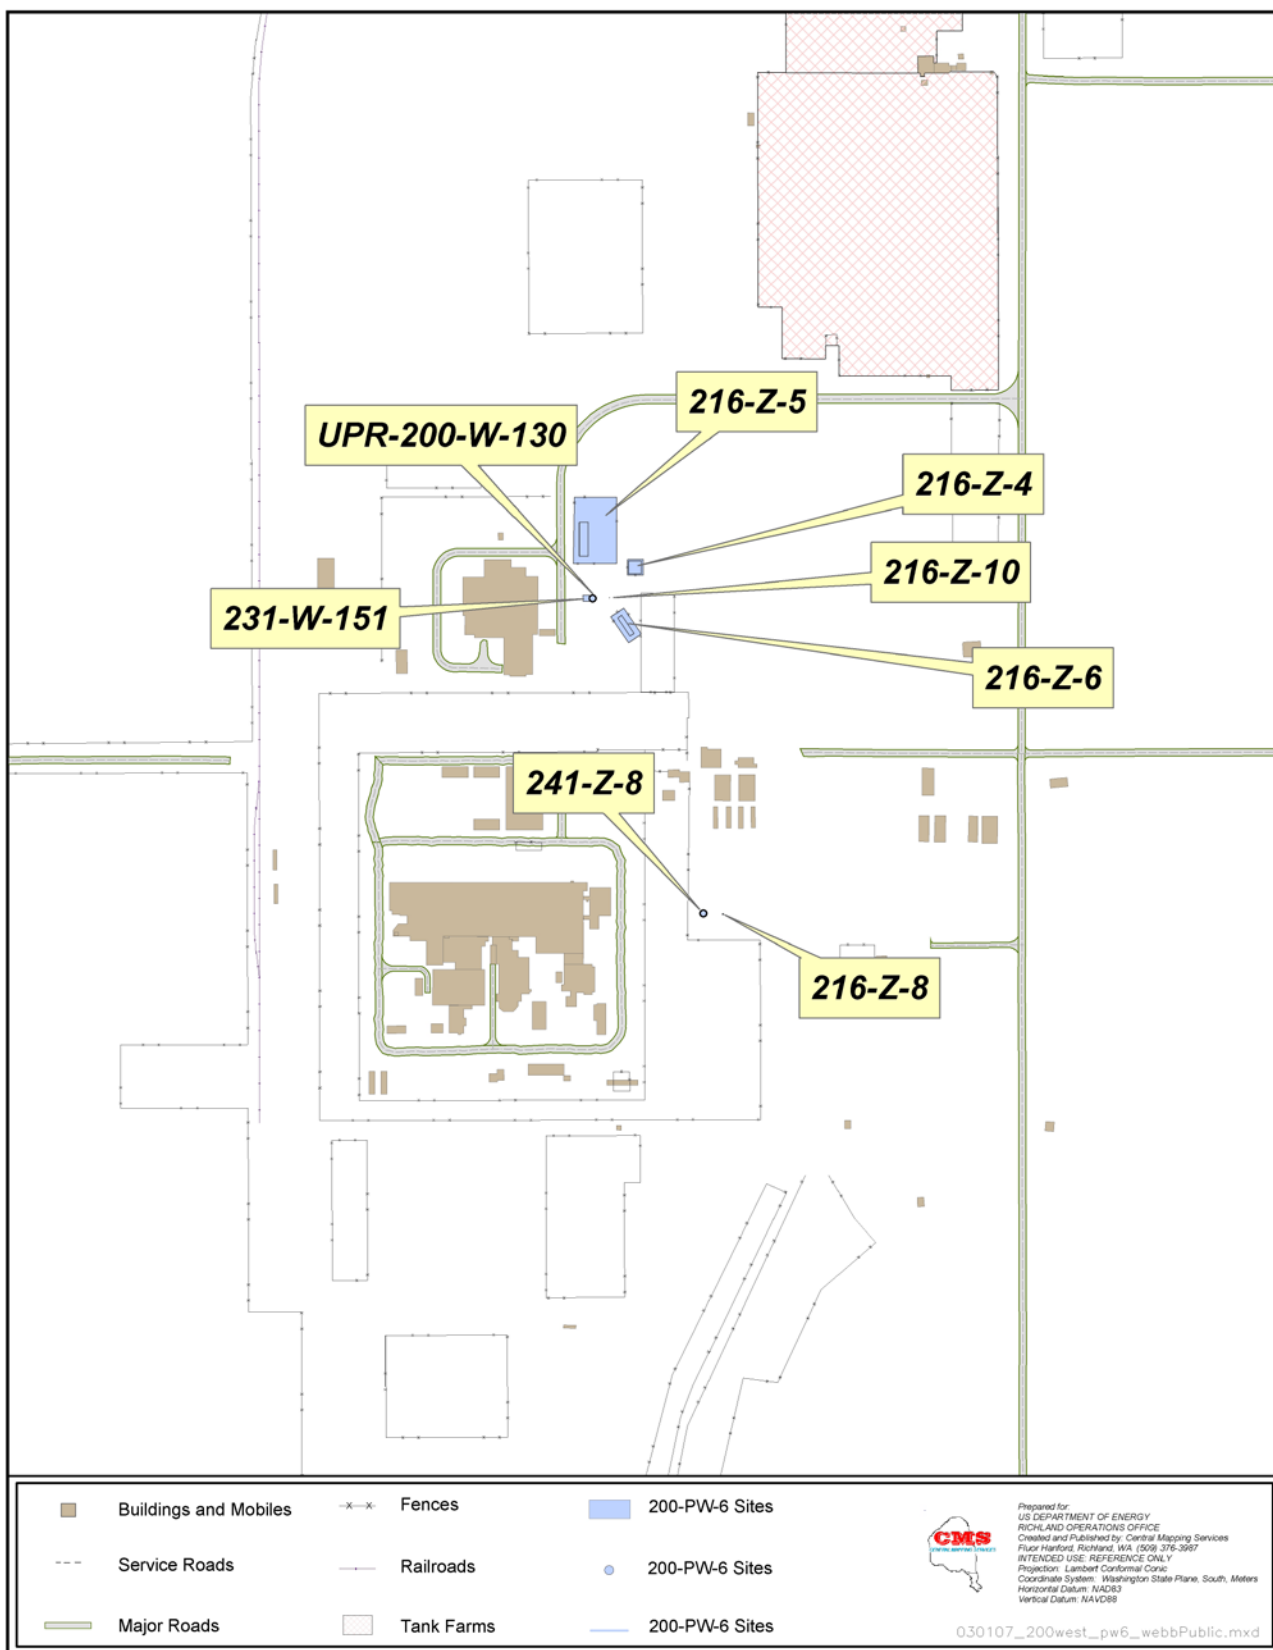 216-Z-5
UPR-200-W-130
216-Z-4
216-Z-10
231-W-151
216-Z-6
241-Z-8
216-Z-8
Buildings and Mobiles
Fences
200-PW-6 Sites
Service Roads
Railroads
200-PW-6 Sites
Major Roads
Tank Farms
200-PW-6 Sites
CMS
CENTRAL MAPPING SERVICES
Prepared for:
US DEPARTMENT OF ENERGY
RICHLAND OPERATIONS OFFICE
Created and Published by: Central Mapping Services
Fluor Hanford, Richland, WA (509) 376-3987
INTENDED USE: REFERENCE ONLY
Projection: Lambert Conformal Conic
Coordinate System: Washington State Plane, South, Meters
Horizontal Datum: NAD83
Vertical Datum: NAVD88
030107_200west_pw6_webbPublic.mxd